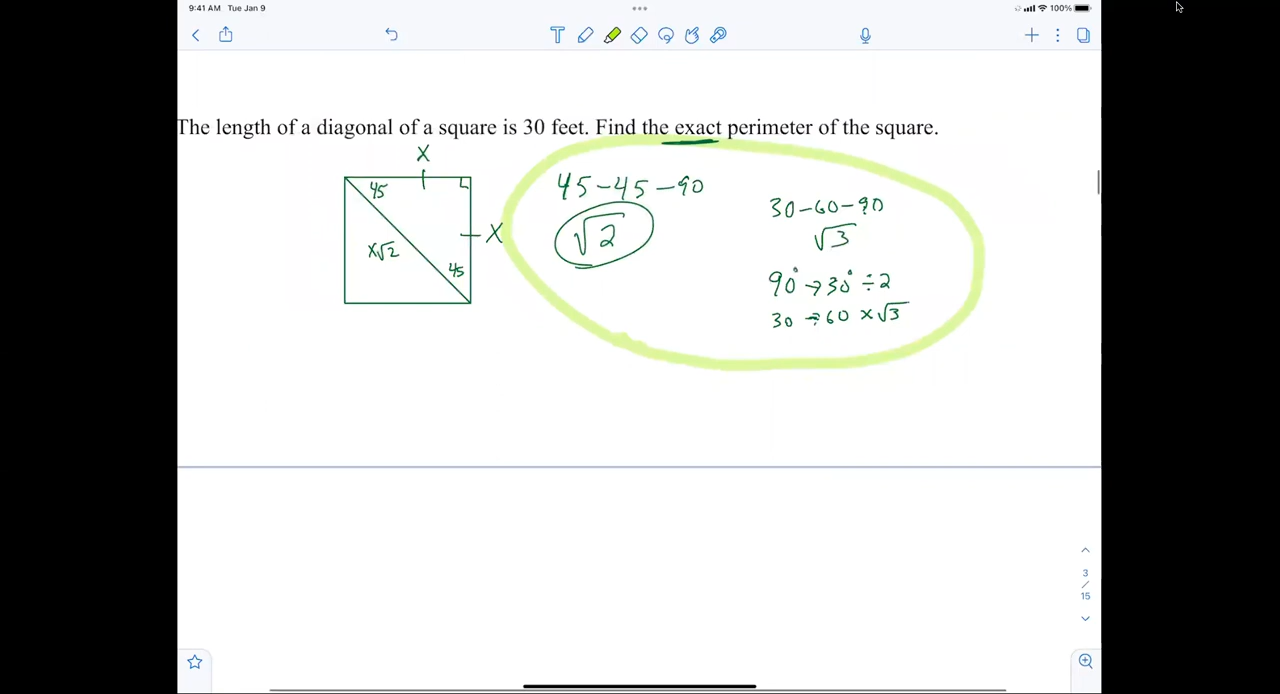 9:41 AM Tue Jan 9
100%
The length of a diagonal of a square is 30 feet. Find the exact perimeter of the square.
X
45
X
x√2
45
45-45-90
√2
30-60-90
√3
90° → 30° ÷2
30 → 60 x√3
3
/
15